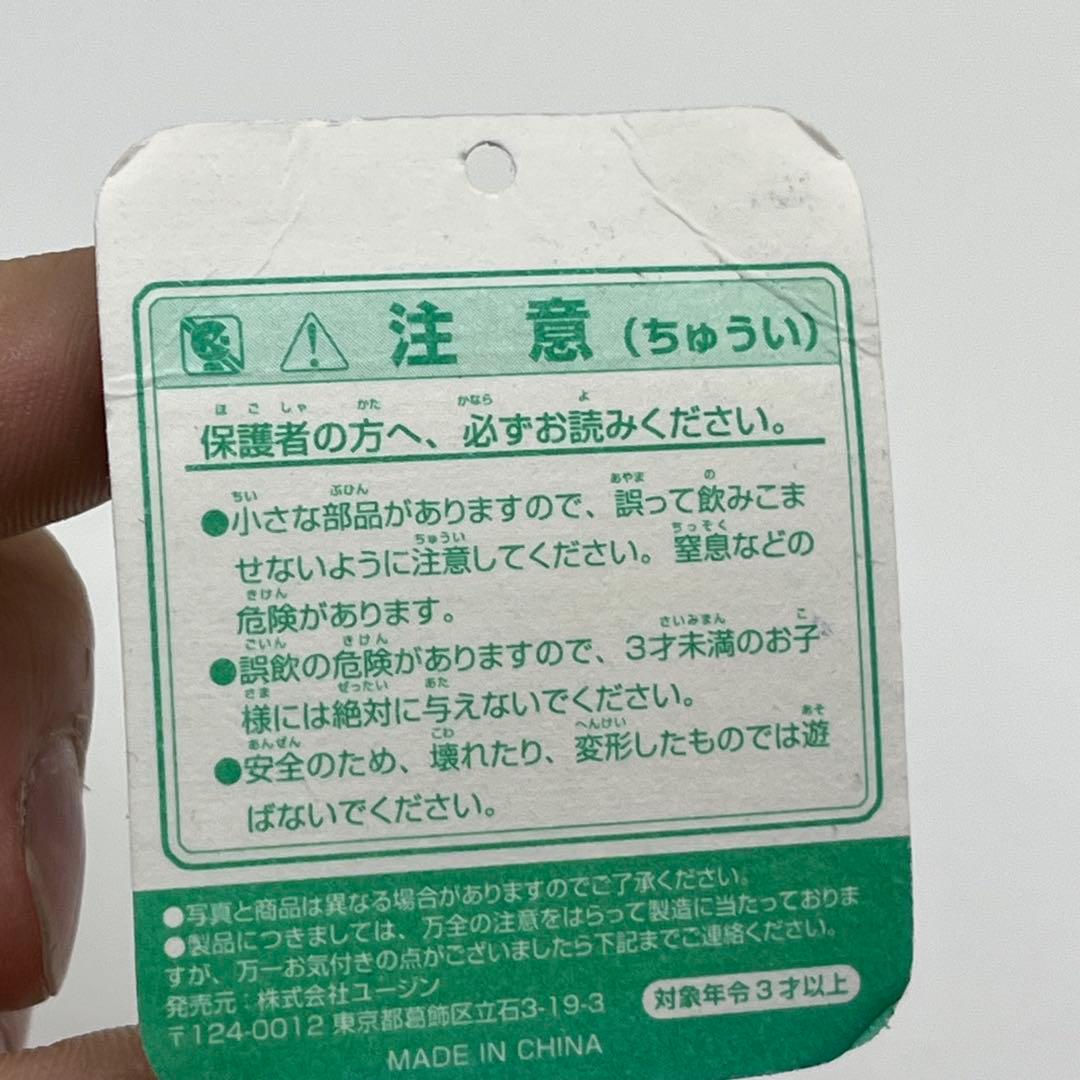 注意(ちゅうい)
保護者の方へ、必ずお読みください。
●小さな部品がありますので、誤って飲みこま
せないように注意してください。窒息などの
危険があります。
●誤飲の危険がありますので、3才未満のお子
様には絶対に与えないでください。
●安全のため、壊れたり、変形したものでは遊
ばないでください。
●写真と商品は異なる場合がありますのでご了承ください。
●製品につきましては、万全の注意をはらって製造に当たっておりま
すが、万一お気付きの点がございましたら下記までご連絡ください。
発売元:株式会社ユージン
〒124-0012 東京都葛飾区立石3-19-3
対象年令3才以上
MADE IN CHINA